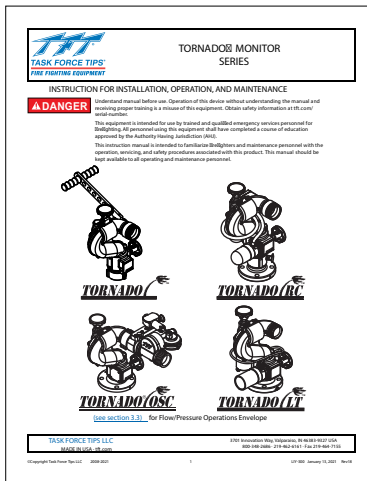 TFT
TASK FORCE TIPS
FIRE FIGHTING EQUIPMENT
TORNADO MONITOR
SERIES
INSTRUCTION FOR INSTALLATION, OPERATION, AND MAINTENANCE
DANGER
Understand manual before use. Operation of this device without understanding the manual and
receiving proper training is a misuse of this equipment. Obtain safety information at tft.com/
serial-number.
This equipment is intended for use by trained and emergency services personnel for
All personnel using this equipment shall have completed a course of education
approved by the Authority Having Jurisdiction (AHJ).
This instruction manual is intended to familiarize and maintenance personnel with the
operation, servicing, and safety procedures associated with this product. This manual should be
kept available to all operating and maintenance personnel.
TORNADO
TORNADO RC
TORNADO OSC
TORNADO LT
(see section 3.3) for Flow/Pressure Operations Envelope
TASK FORCE TIPS LLC
MADE IN USA · tft.com
3701 Innovation Way, Valparaiso, IN 46383-9327 USA
800-348-2686 · 219-462-6161 · Fax 219-464-7155
©Copyright Task Force Tips LLC 2008-2021 1 LIY-800 January 15, 2021 Rev18